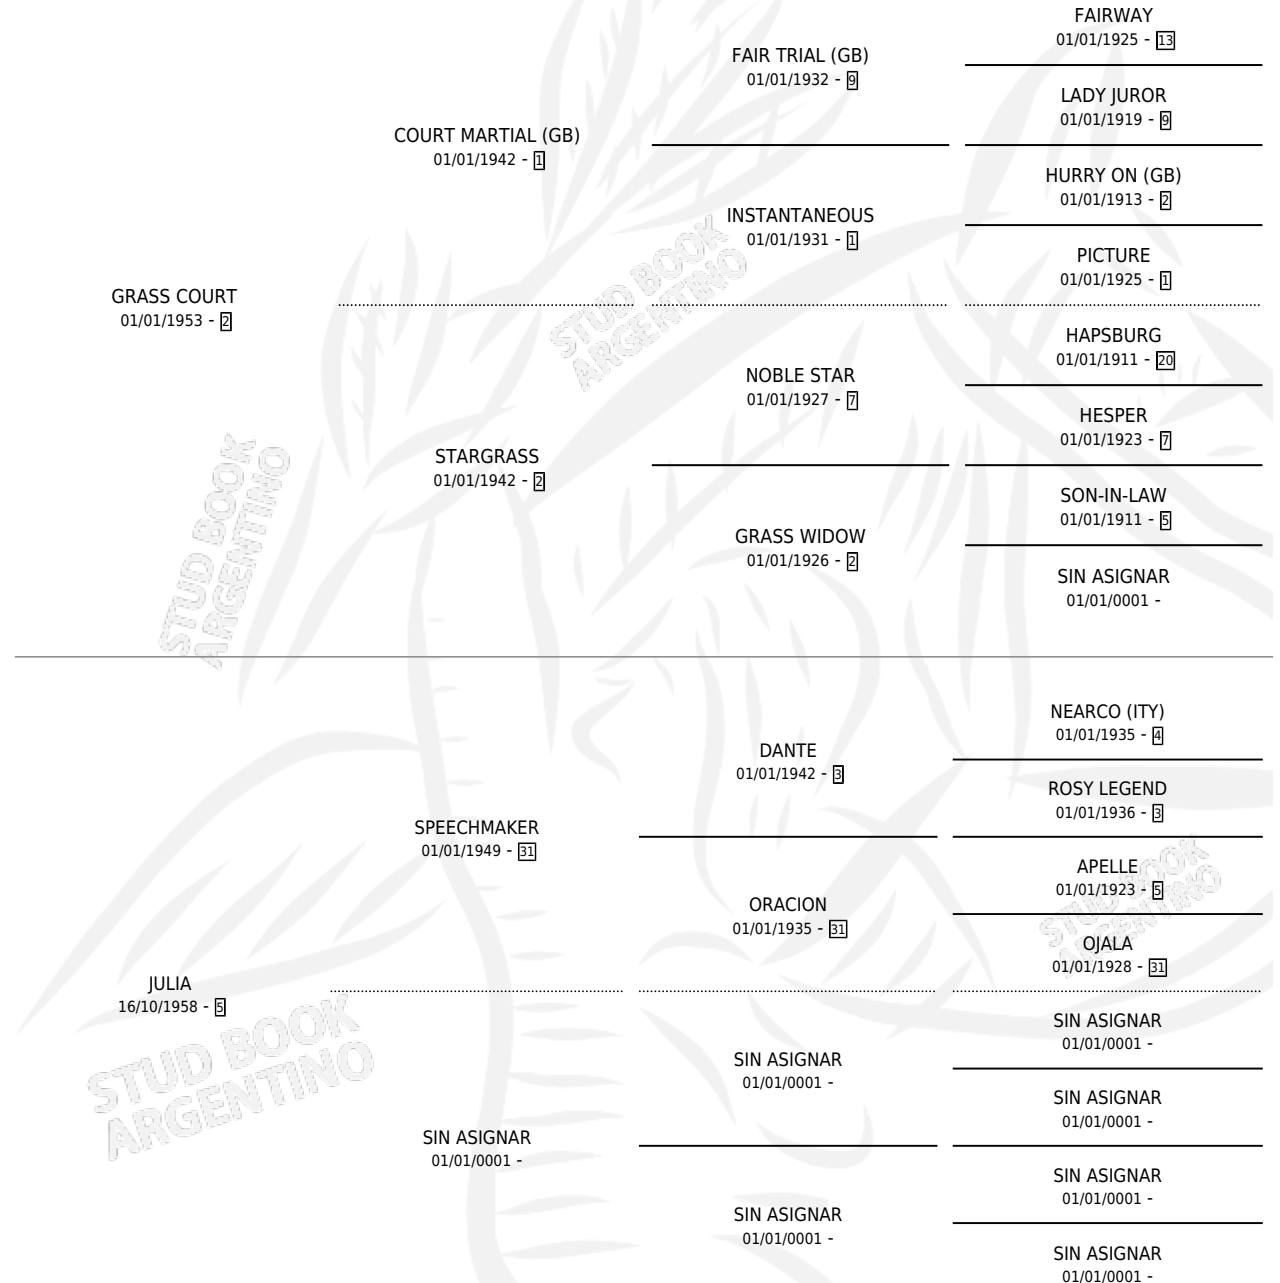 FAIRWAY
01/01/1925 - 13
FAIR TRIAL (GB)
01/01/1932 - 9
LADY JUROR
01/01/1919 - 9
COURT MARTIAL (GB)
01/01/1942 - 1
HURRY ON (GB)
01/01/1913 - 2
INSTANTANEOUS
01/01/1931 - 1
PICTURE
01/01/1925 - 1
GRASS COURT
01/01/1953 - 2
HAPSBURG
01/01/1911 - 20
NOBLE STAR
01/01/1927 - 7
HESPER
01/01/1923 - 7
STARGRASS
01/01/1942 - 2
SON-IN-LAW
01/01/1911 - 5
GRASS WIDOW
01/01/1926 - 2
SIN ASIGNAR
01/01/0001 -
NEARCO (ITY)
01/01/1935 - 4
DANTE
01/01/1942 - 3
ROSY LEGEND
01/01/1936 - 3
SPEECHMAKER
01/01/1949 - 31
APELLE
01/01/1923 - 5
ORACION
01/01/1935 - 31
OJALA
01/01/1928 - 31
JULIA
16/10/1958 - 5
SIN ASIGNAR
01/01/0001 -
SIN ASIGNAR
01/01/0001 -
SIN ASIGNAR
01/01/0001 -
SIN ASIGNAR
01/01/0001 -
SIN ASIGNAR
01/01/0001 -
SIN ASIGNAR
01/01/0001 -
SIN ASIGNAR
01/01/0001 -
STUD BOOK
ARGENTINO
STUD BOOK
ARGENTINO
STUD BOOK
ARGENTINO
STUD BOOK
ARGENTINO